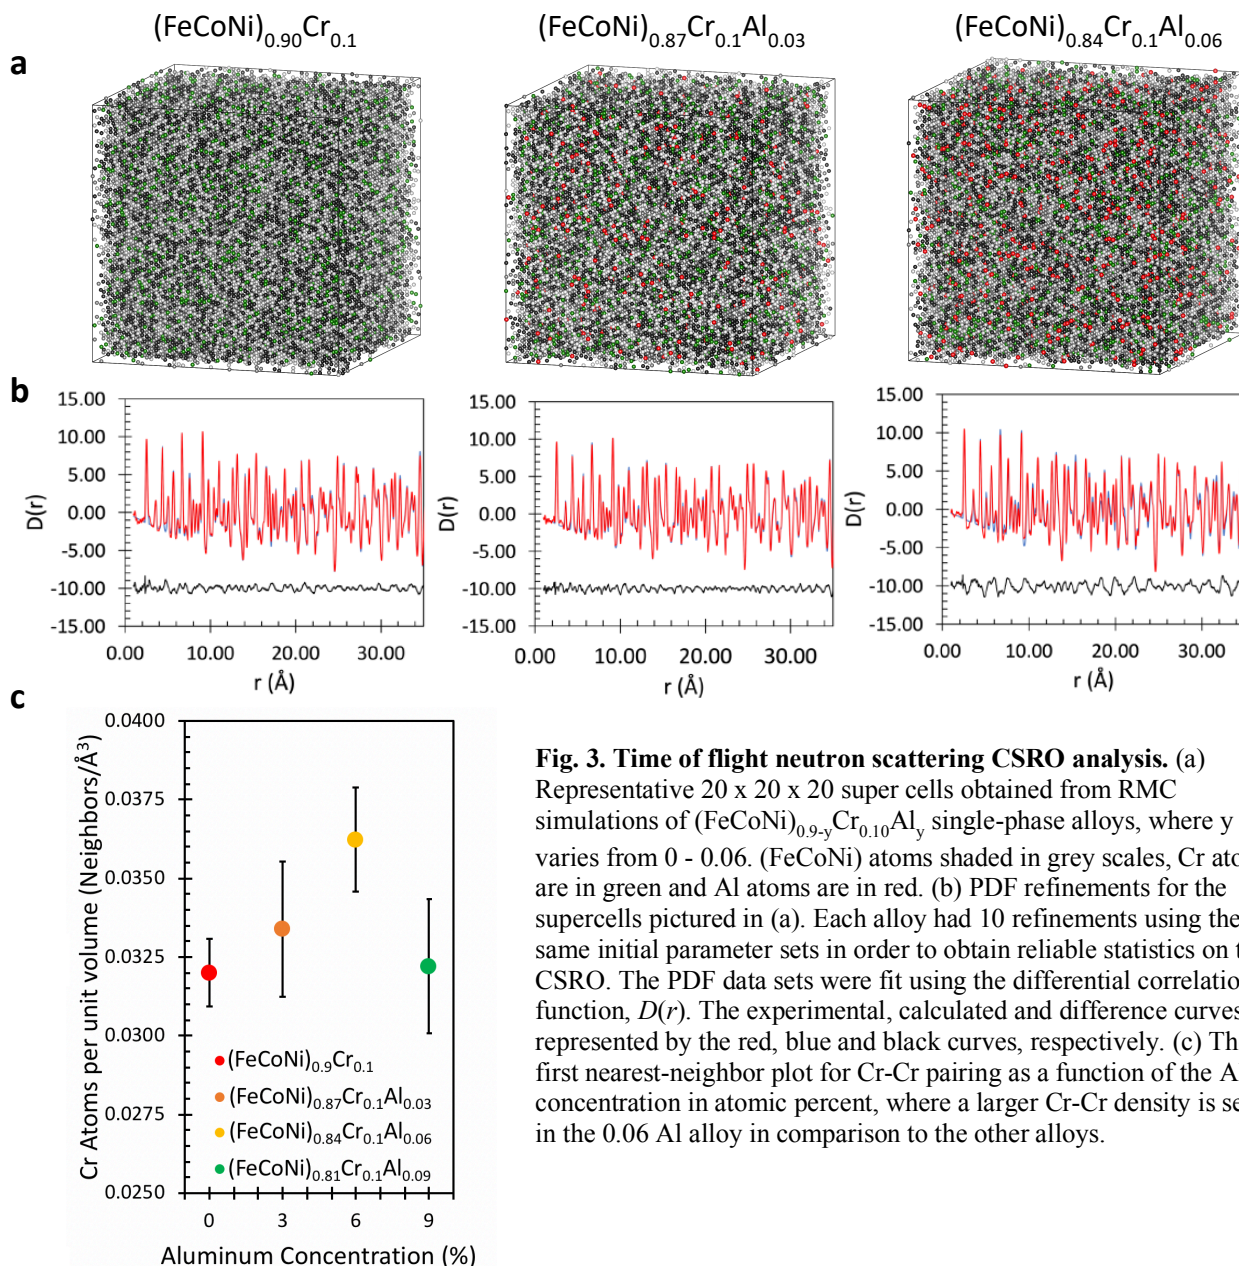 (FeCoNi)0.90Cr0.1 (FeCoNi)0.87Cr0.1Al0.03 (FeCoNi)0.84Cr0.1Al0.06
a
b
15.00
10.00
5.00
0.00
-5.00
-10.00
-15.00
D(r)
0.00 10.00 20.00 30.00
r (Å)
15.00
10.00
5.00
0.00
-5.00
-10.00
-15.00
D(r)
0.00 10.00 20.00 30.00
r (Å)
15.00
10.00
5.00
0.00
-5.00
-10.00
-15.00
D(r)
0.00 10.00 20.00 30.00
r (Å)
c
Cr Atoms per unit volume (Neighbors/Å3)
0.0400
0.0375
0.0350
0.0325
0.0300
0.0275
0.0250
(FeCoNi)0.9Cr0.1
(FeCoNi)0.87Cr0.1Al0.03
(FeCoNi)0.84Cr0.1Al0.06
(FeCoNi)0.81Cr0.1Al0.09
0 3 6 9
Aluminum Concentration (%)
Fig. 3. Time of flight neutron scattering CSRO analysis. (a)
Representative 20 x 20 x 20 super cells obtained from RMC
simulations of (FeCoNi)0.9-yCr0.10Aly single-phase alloys, where y
varies from 0 - 0.06. (FeCoNi) atoms shaded in grey scales, Cr ato
are in green and Al atoms are in red. (b) PDF refinements for the
supercells pictured in (a). Each alloy had 10 refinements using the
same initial parameter sets in order to obtain reliable statistics on t
CSRO. The PDF data sets were fit using the differential correlatio
function, D(r). The experimental, calculated and difference curves
represented by the red, blue and black curves, respectively. (c) Th
first nearest-neighbor plot for Cr-Cr pairing as a function of the A
concentration in atomic percent, where a larger Cr-Cr density is se
in the 0.06 Al alloy in comparison to the other alloys.